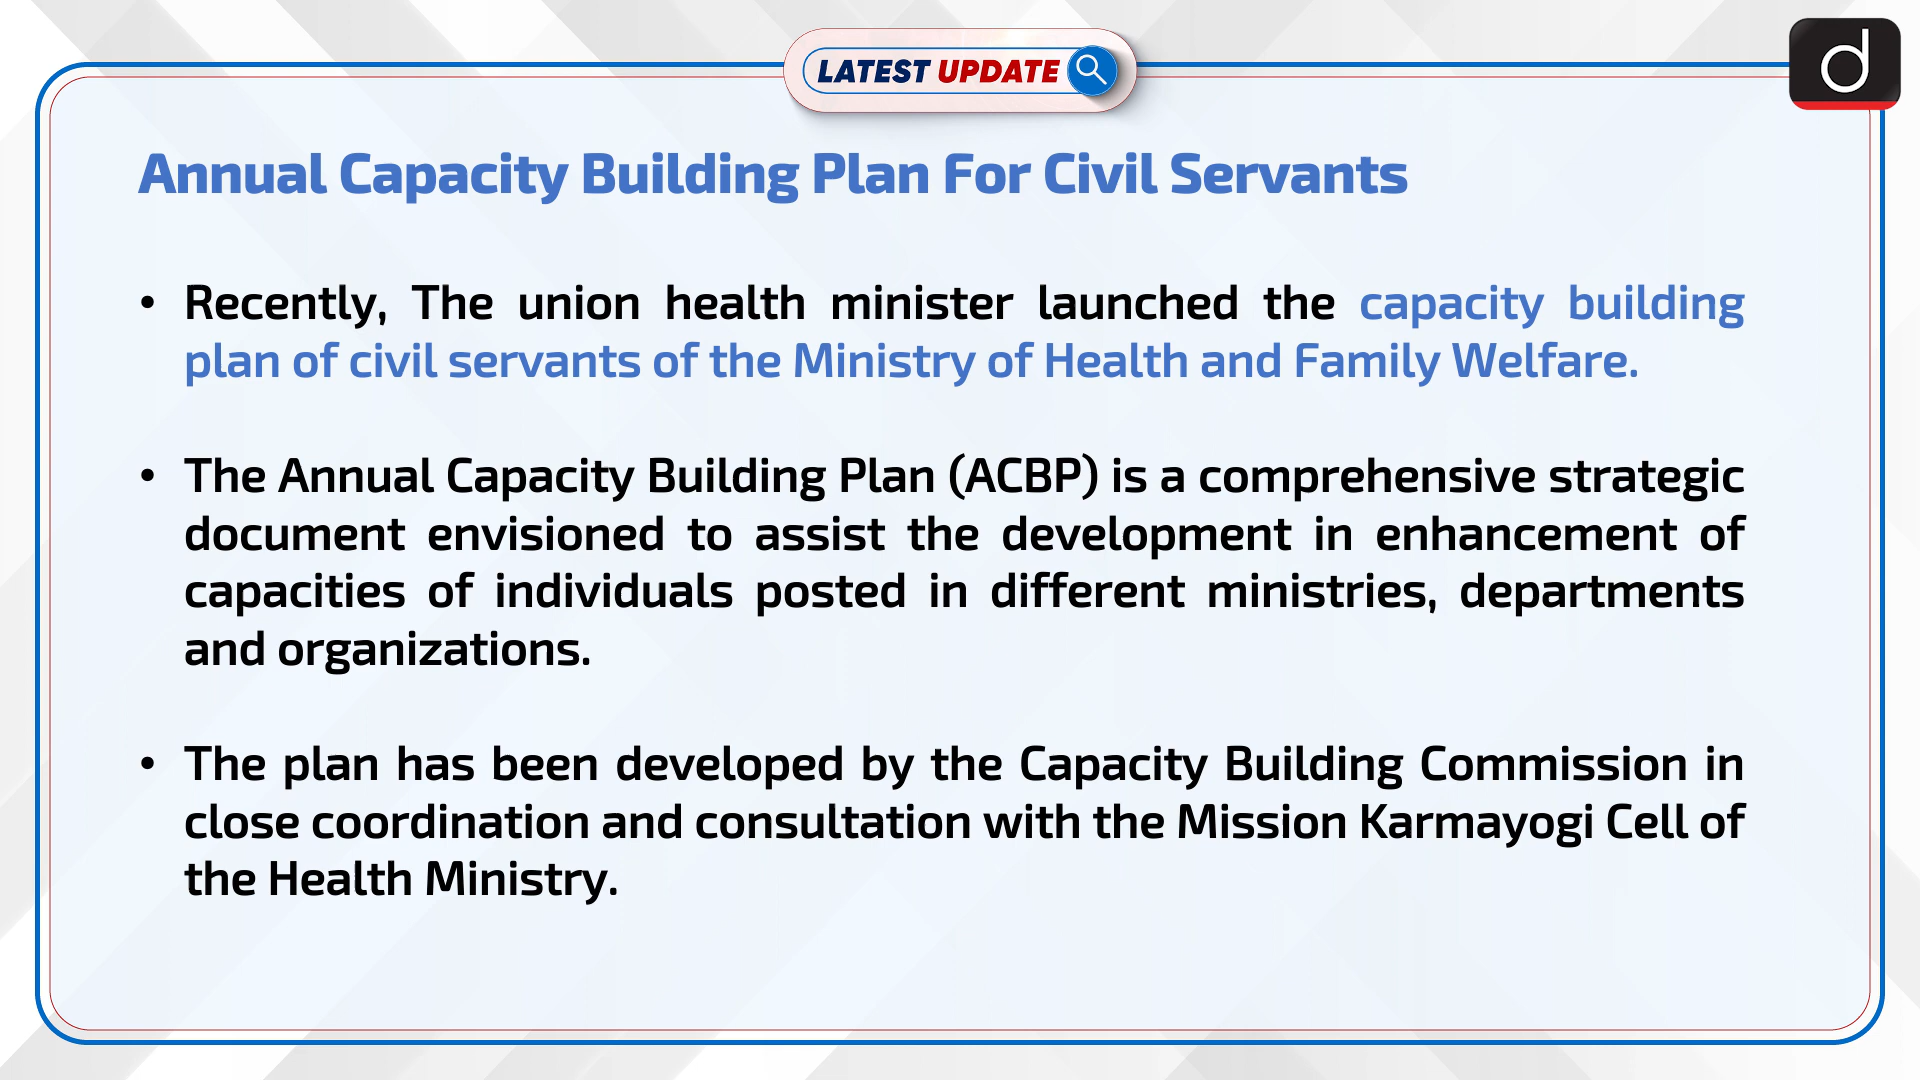 LATEST UPDATE
d
Annual Capacity Building Plan For Civil Servants
• Recently, The union health minister launched the capacity building
plan of civil servants of the Ministry of Health and Family Welfare.
• The Annual Capacity Building Plan (ACBP) is a comprehensive strategic
document envisioned to assist the development in enhancement of
capacities of individuals posted in different ministries, departments
and organizations.
• The plan has been developed by the Capacity Building Commission in
close coordination and consultation with the Mission Karmayogi Cell of
the Health Ministry.